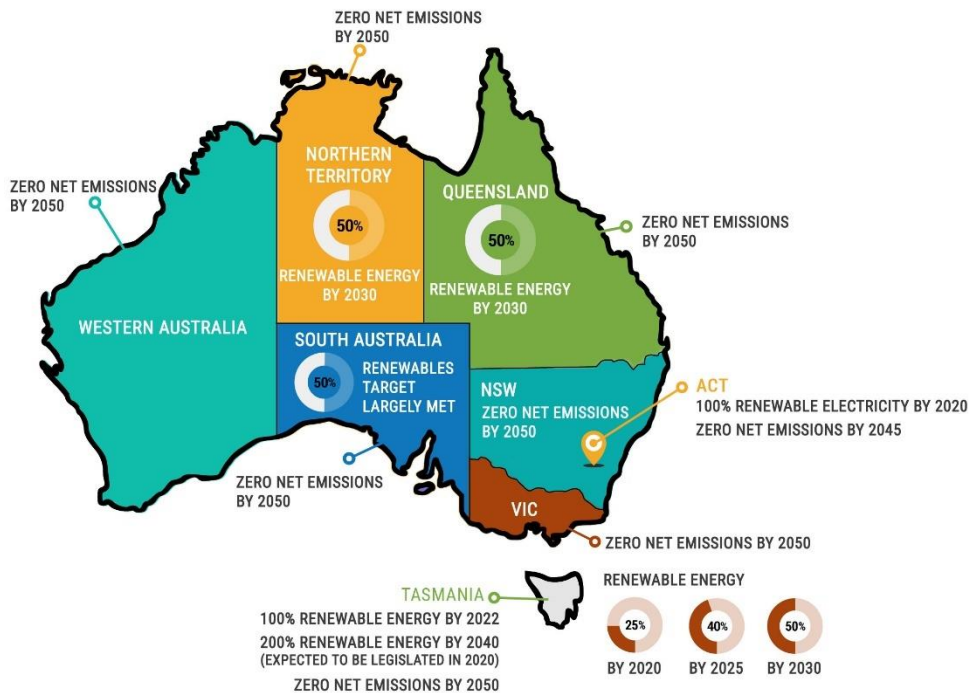 ZERO NET EMISSIONS
BY 2050
NORTHERN
TERRITORY
50%
RENEWABLE ENERGY
BY 2030
QUEENSLAND
50%
RENEWABLE ENERGY
BY 2030
ZERO NET EMISSIONS
BY 2050
ZERO NET EMISSIONS
BY 2050
WESTERN AUSTRALIA
SOUTH AUSTRALIA
50%
RENEWABLES
TARGET
LARGELY MET
ZERO NET EMISSIONS
BY 2050
NSW
ZERO NET EMISSIONS
BY 2050
ACT
100% RENEWABLE ELECTRICITY BY 2020
ZERO NET EMISSIONS BY 2045
VIC
ZERO NET EMISSIONS BY 2050
RENEWABLE ENERGY
25%
BY 2020
40%
BY 2025
50%
BY 2030
TASMANIA
100% RENEWABLE ENERGY BY 2022
200% RENEWABLE ENERGY BY 2040
(EXPECTED TO BE LEGISLATED IN 2020)
ZERO NET EMISSIONS BY 2050